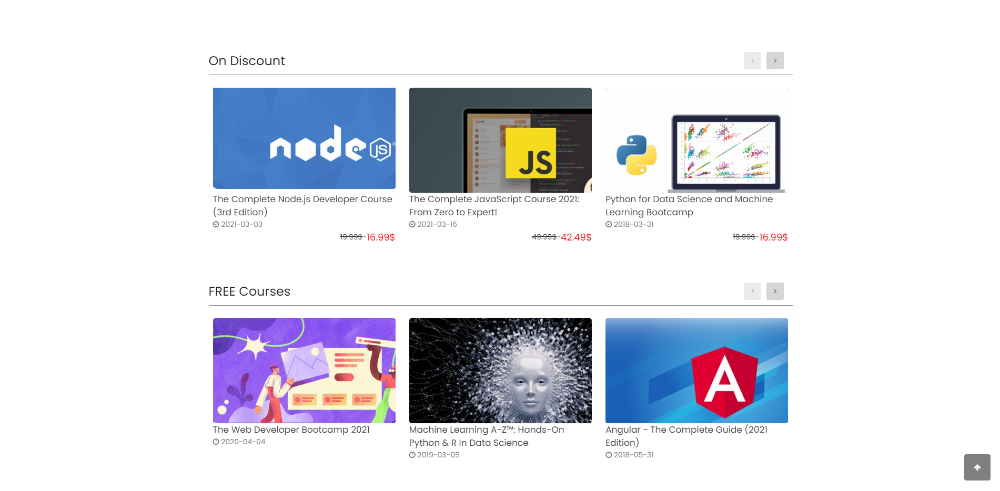 On Discount
node JS
JS
The Complete Node.js Developer Course
(3rd Edition)
2021-03-03
19.99$-16.99$
The Complete JavaScript Course 2021:
From Zero to Expert!
2021-03-16
49.99$-42.49$
Python for Data Science and Machine
Learning Bootcamp
2018-03-31
19.99$-16.99$
FREE Courses
A
The Web Developer Bootcamp 2021
2020-04-04
Machine Learning A-Z™: Hands-On
Python & R In Data Science
2019-03-05
Angular - The Complete Guide (2021
Edition)
2018-05-31